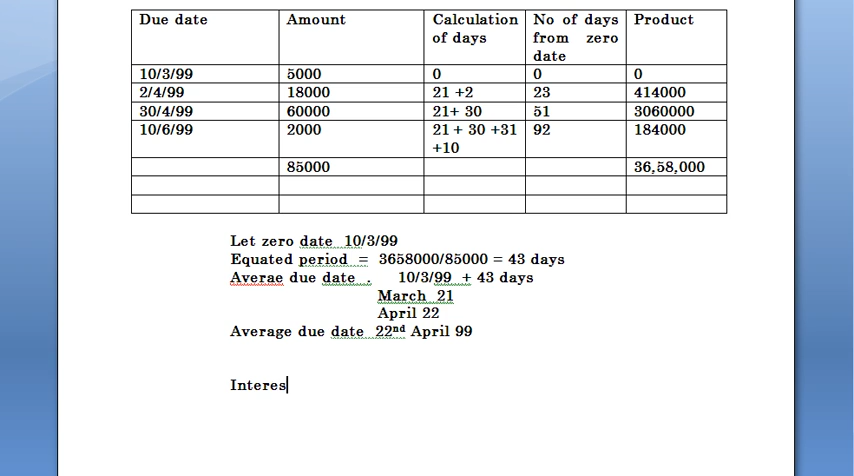 Due date Amount Calculation of days No of days from zero date Product
10/3/99 5000 0 0 0
2/4/99 18000 21 +2 23 414000
30/4/99 60000 21+ 30 51 3060000
10/6/99 2000 21 + 30 +31 +10 92 184000
85000 36,58,000
Let zero date 10/3/99
Equated period = 3658000/85000 = 43 days
Averae due date . 10/3/99 + 43 days
March 21
April 22
Average due date 22nd April 99
Interes